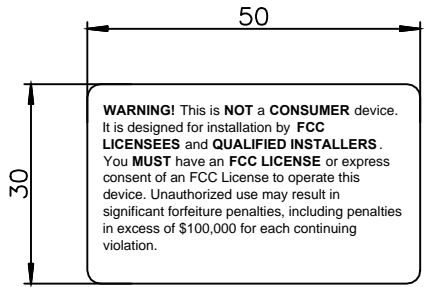 50
30
WARNING! This is NOT a CONSUMER device.
It is designed for installation by FCC
LICENSEES and QUALIFIED INSTALLERS.
You MUST have an FCC LICENSE or express
consent of an FCC License to operate this
device. Unauthorized use may result in
significant forfeiture penalties, including penalties
in excess of $100,000 for each continuing
violation.